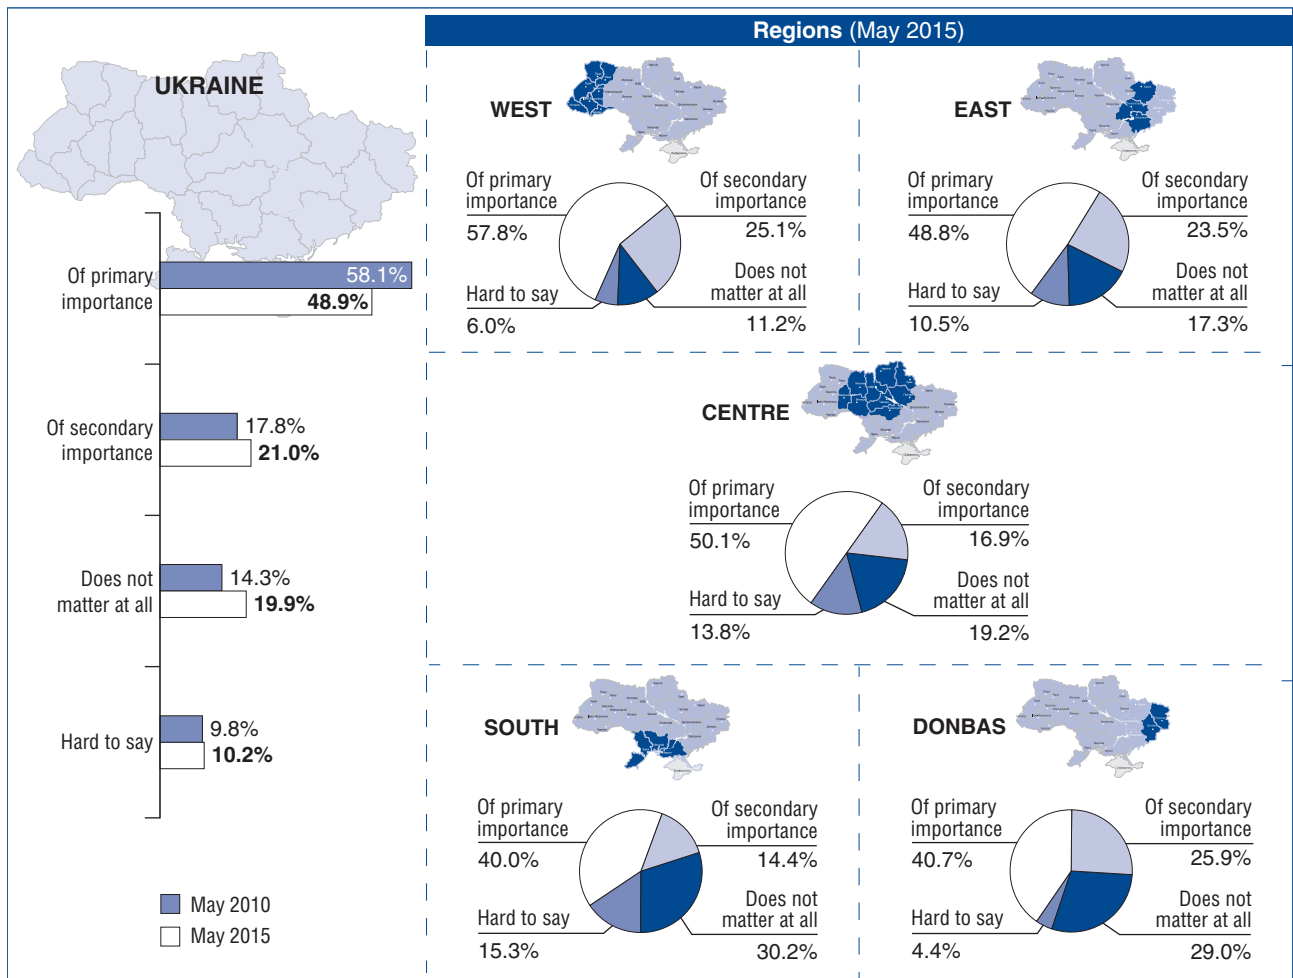 Regions (May 2015)
UKRAINE
Of primary
importance
58.1%
48.9%
Of secondary
importance
17.8%
21.0%
Does not
matter at all
14.3%
19.9%
Hard to say
9.8%
10.2%
May 2010
May 2015
WEST
Of primary
importance
57.8%
Of secondary
importance
25.1%
Hard to say
6.0%
Does not
matter at all
11.2%
EAST
Of primary
importance
48.8%
Of secondary
importance
23.5%
Hard to say
10.5%
Does not
matter at all
17.3%
CENTRE
Of primary
importance
50.1%
Of secondary
importance
16.9%
Hard to say
13.8%
Does not
matter at all
19.2%
SOUTH
Of primary
importance
40.0%
Of secondary
importance
14.4%
Hard to say
15.3%
Does not
matter at all
30.2%
DONBAS
Of primary
importance
40.7%
Of secondary
importance
25.9%
Hard to say
4.4%
Does not
matter at all
29.0%